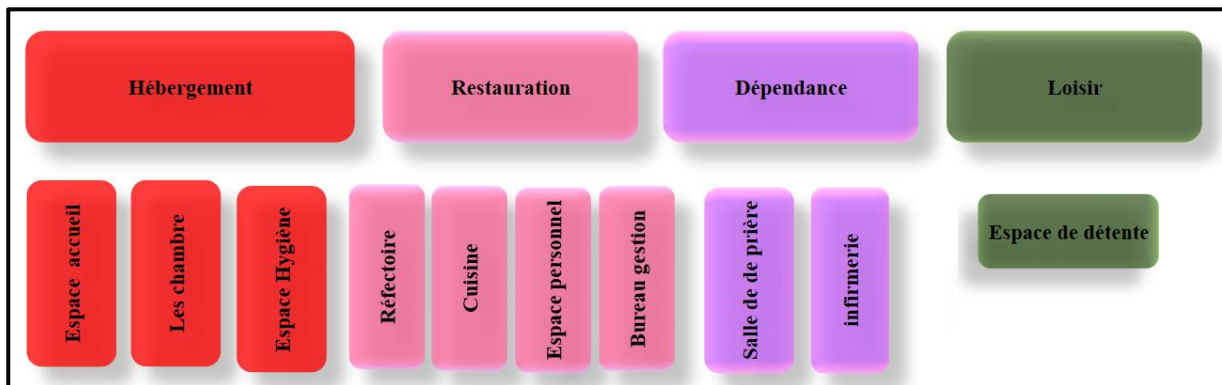 Hébergement
Restauration
Dépendance
Loisir
Espace accueil
Les chambre
Espace Hygiène
Réfectoire
Cuisine
Espace personnel
Bureau gestion
Salle de de prière
infirmerie
Espace de détente